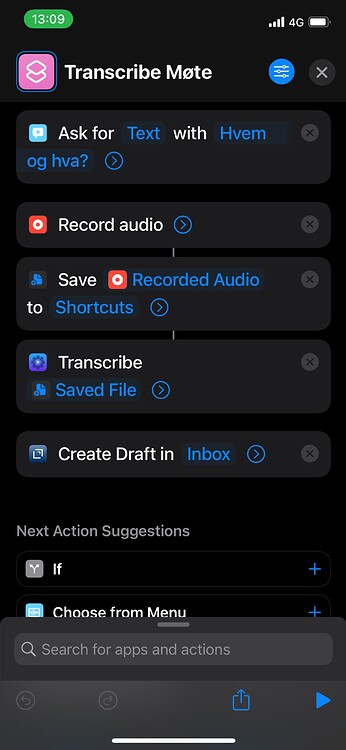 13:09
4G
Transcribe Møte
Ask for Text with Hvem
og hva?
Record audio
Save Recorded Audio
to Shortcuts
Transcribe
Saved File
Create Draft in Inbox
Next Action Suggestions
If
Choose from Menu
Search for apps and actions